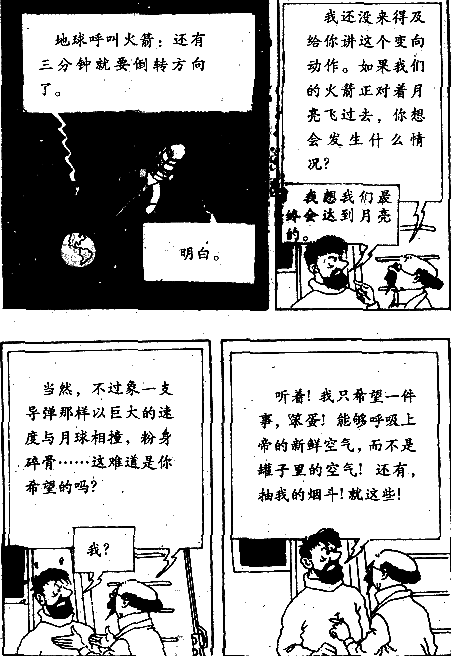 地球呼叫火箭：还有
三分钟就要倒转方向
了。
明白。
我还没来得及
给你讲这个变向
动作。如果我们
的火箭正对着月
亮飞过去，你想
会发生什么情
况？
我想我们最
终会达到月亮
的。
当然，不过象一支
导弹那样以巨大的速
度与月球相撞，粉身
碎骨……这难道是你
希望的吗？
我？
听着！我只希望一件
事，笨蛋！能够呼吸上
帝的新鲜空气，而不是
罐子里的空气！还有，
抽我的烟斗！就这些！